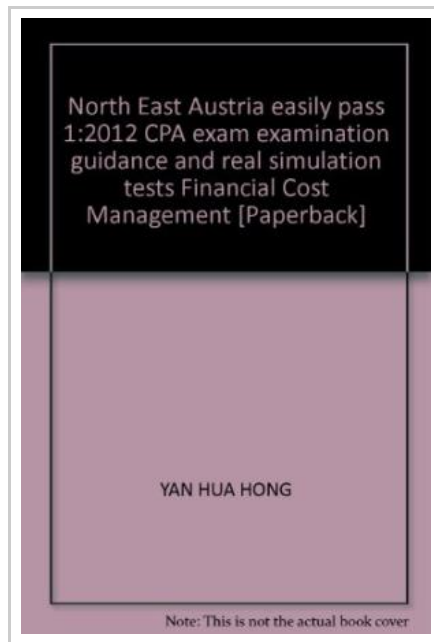 North East Austria easily pass
1:2012 CPA exam examination
guidance and real simulation
tests Financial Cost
Management [Paperback]
YAN HUA HONG
Note: This is not the actual book cover